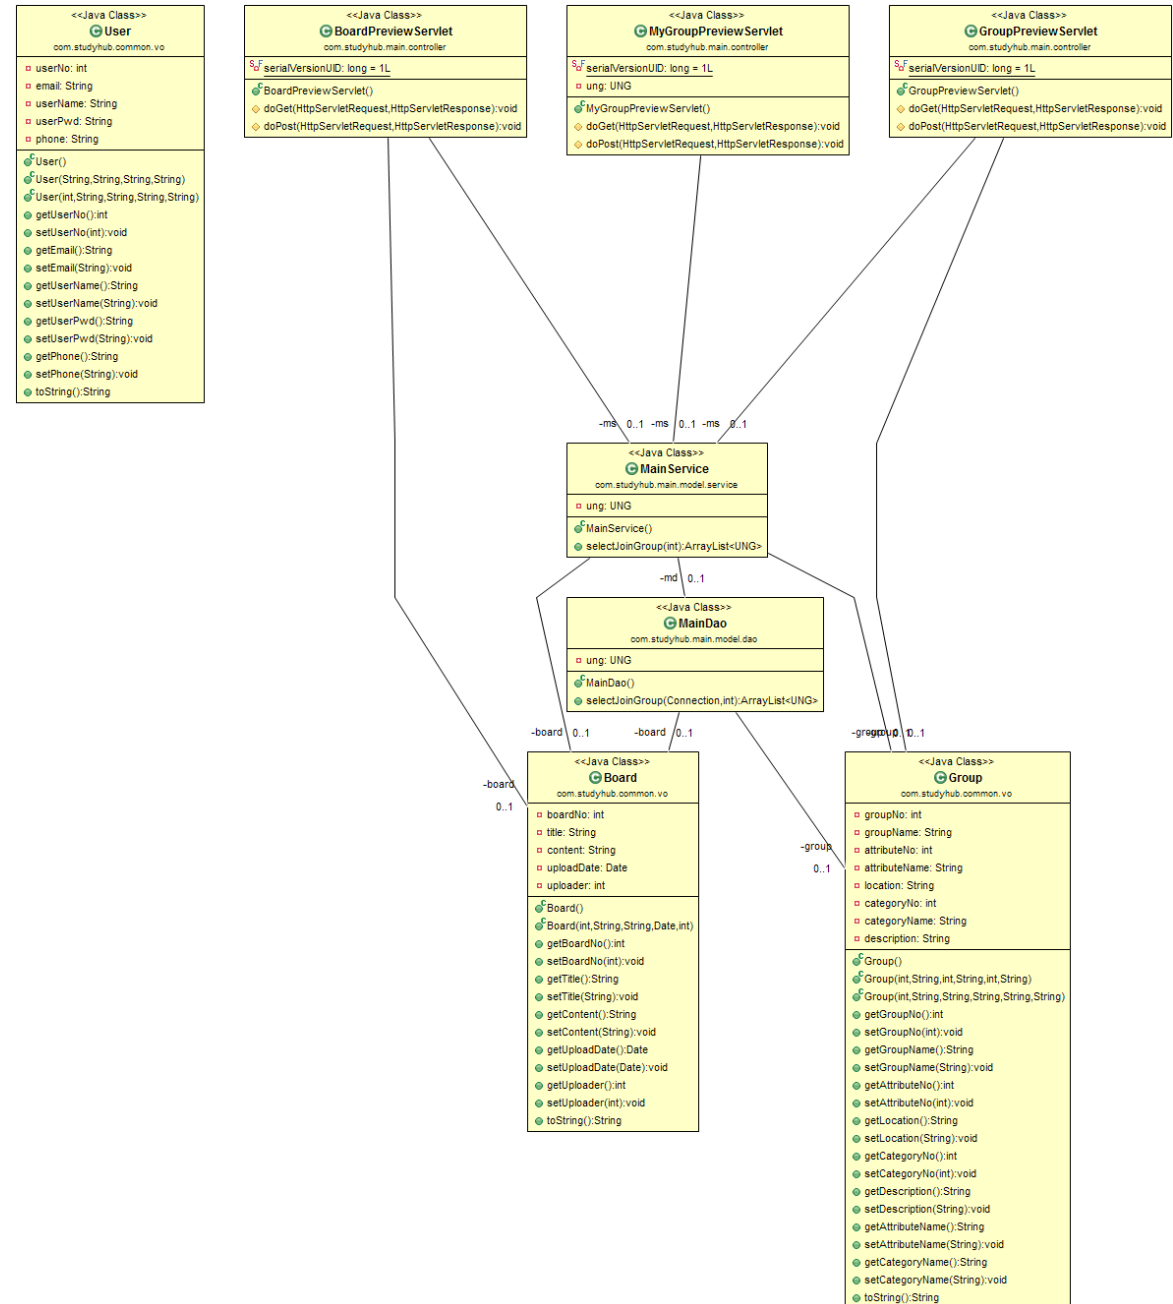 <<Java Class>>
User
com.studyhub.common.vo
userNo: int
email: String
userName: String
userPwd: String
phone: String
User()
User(String,String,String,String)
User(int,String,String,String,String)
getUserNo():int
setUserNo(int):void
getEmail():String
setEmail(String):void
getUserName():String
setUserName(String):void
getUserPwd():String
setUserPwd(String):void
getPhone():String
setPhone(String):void
toString():String
<<Java Class>>
BoardPreviewServlet
com.studyhub.main.controller
serialVersionUID: long = 1L
BoardPreviewServlet()
doGet(HttpServletRequest,HttpServletResponse):void
doPost(HttpServletRequest,HttpServletResponse):void
<<Java Class>>
MyGroupPreviewServlet
com.studyhub.main.controller
serialVersionUID: long = 1L
ung: UNG
MyGroupPreviewServlet()
doGet(HttpServletRequest,HttpServletResponse):void
doPost(HttpServletRequest,HttpServletResponse):void
<<Java Class>>
GroupPreviewServlet
com.studyhub.main.controller
serialVersionUID: long = 1L
GroupPreviewServlet()
doGet(HttpServletRequest,HttpServletResponse):void
doPost(HttpServletRequest,HttpServletResponse):void
-ms 0..1 -ms 0..1 -ms 0..1
<<Java Class>>
MainService
com.studyhub.main.model.service
ung: UNG
MainService()
selectJoinGroup(int):ArrayList<UNG>
-md 0..1
<<Java Class>>
MainDao
com.studyhub.main.model.dao
ung: UNG
MainDao()
selectJoinGroup(Connection,int):ArrayList<UNG>
-board 0..1 -board 0..1 -group -group 0..1 0..1
-board
0..1
<<Java Class>>
Board
com.studyhub.common.vo
boardNo: int
title: String
content: String
uploadDate: Date
uploader: int
Board()
Board(int,String,String,Date,int)
getBoardNo():int
setBoardNo(int):void
getTitle():String
setTitle(String):void
getContent():String
setContent(String):void
getUploadDate():Date
setUploadDate(Date):void
getUploader():int
setUploader(int):void
toString():String
-group
0..1
<<Java Class>>
Group
com.studyhub.common.vo
groupNo: int
groupName: String
attributeNo: int
attributeName: String
location: String
categoryNo: int
categoryName: String
description: String
Group()
Group(int,String,int,String,int,String)
Group(int,String,String,String,String,String)
getGroupNo():int
setGroupNo(int):void
getGroupName():String
setGroupName(String):void
getAttributeNo():int
setAttributeNo(int):void
getLocation():String
setLocation(String):void
getCategoryNo():int
setCategoryNo(int):void
getDescription():String
setDescription(String):void
getAttributeName():String
setAttributeName(String):void
getCategoryName():String
setCategoryName(String):void
toString():String